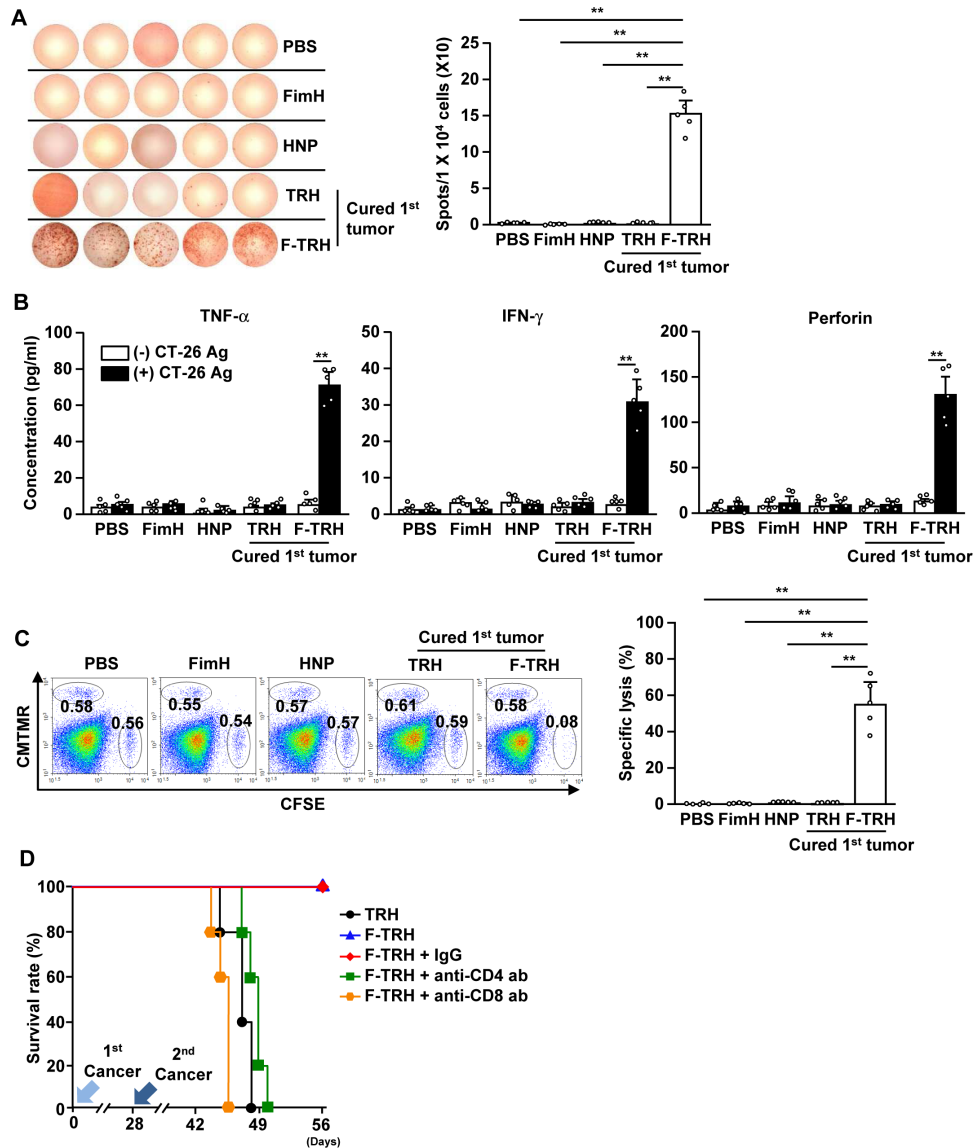 A
PBS
FimH
HNP
TRH
F-TRH
Cured 1st
tumor
Spots/1 X 10⁴ cells (X10)
25
20
15
10
5
0
**
**
**
**
PBS FimH HNP TRH F-TRH
Cured 1st tumor
B
Concentration (pg/ml)
TNF-α
100
80
60
40
20
0
(-) CT-26 Ag
(+) CT-26 Ag
**
PBS FimH HNP TRH F-TRH
Cured 1st tumor
IFN-γ
50
40
30
20
10
0
**
PBS FimH HNP TRH F-TRH
Cured 1st tumor
Perforin
200
150
100
50
0
**
PBS FimH HNP TRH F-TRH
Cured 1st tumor
C
Cured 1st tumor
PBS FimH HNP TRH F-TRH
0.58 0.56
0.55 0.54
0.57 0.57
0.61 0.59
0.58 0.08
CMTMR
CFSE
Specific lysis (%)
100
80
60
40
20
0
**
**
**
**
PBS FimH HNP TRH F-TRH
Cured 1st tumor
D
Survival rate (%)
100
80
60
40
20
0
1st
Cancer
2nd
Cancer
0 28 42 49 56
(Days)
TRH
F-TRH
F-TRH + IgG
F-TRH + anti-CD4 ab
F-TRH + anti-CD8 ab